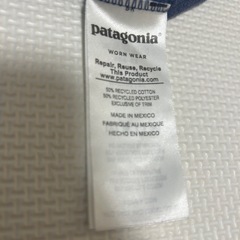 patagonia®
WORN WEAR
Repair, Reuse, Recycle
This Product
www.patagonia.com
50% RECYCLED COTTON
50% RECYCLED POLYESTER
EXCLUSIVE OF TRIM
MADE IN MEXICO
FABRIQUÉ AU MEXIQUE
HECHO EN MEXICO